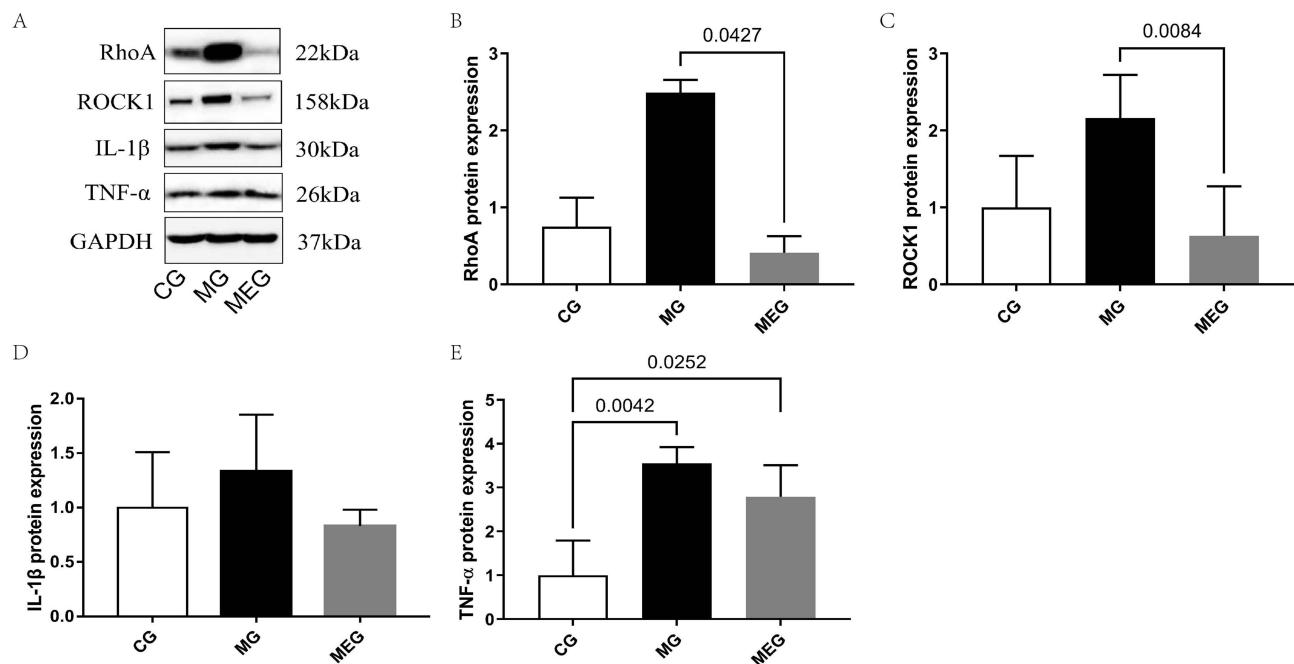 A
RhoA 22kDa
ROCK1 158kDa
IL-1β 30kDa
TNF-α 26kDa
GAPDH 37kDa
CG MG MEG
B
RhoA protein expression
0.0427
3
2
1
0
CG MG MEG
C
ROCK1 protein expression
0.0084
3
2
1
0
CG MG MEG
D
IL-1β protein expression
2.0
1.5
1.0
0.5
0.0
CG MG MEG
E
TNF-α protein expression
0.0252
0.0042
5
4
3
2
1
0
CG MG MEG